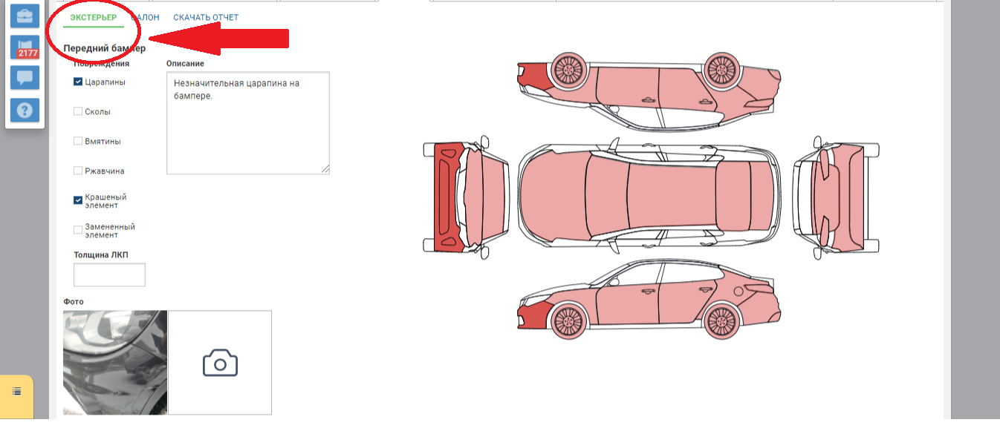 ЭКСТЕРЬЕР САЛОН СКАЧАТЬ ОТЧЕТ
2177
Передний бампер
Повреждения
Описание
Царапины
Незначительная царапина на
бампере.
Сколы
Вмятины
Ржавчина
Крашеный
элемент
Замененный
элемент
Толщина ЛКП
Фото